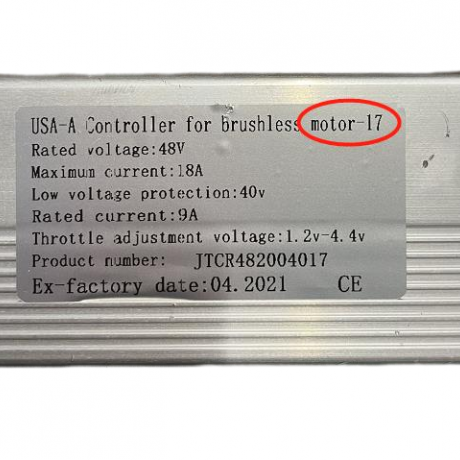 USA-A Controller for Brushless motor-17
Rated voltage:48V
Maximum current:18A
Low voltage protection:40v
Rated current:9A
Throttle adjustment voltage:1.2v-4.4v
Product number: JTCR482004017
Ex-factory date:04.2021 CE